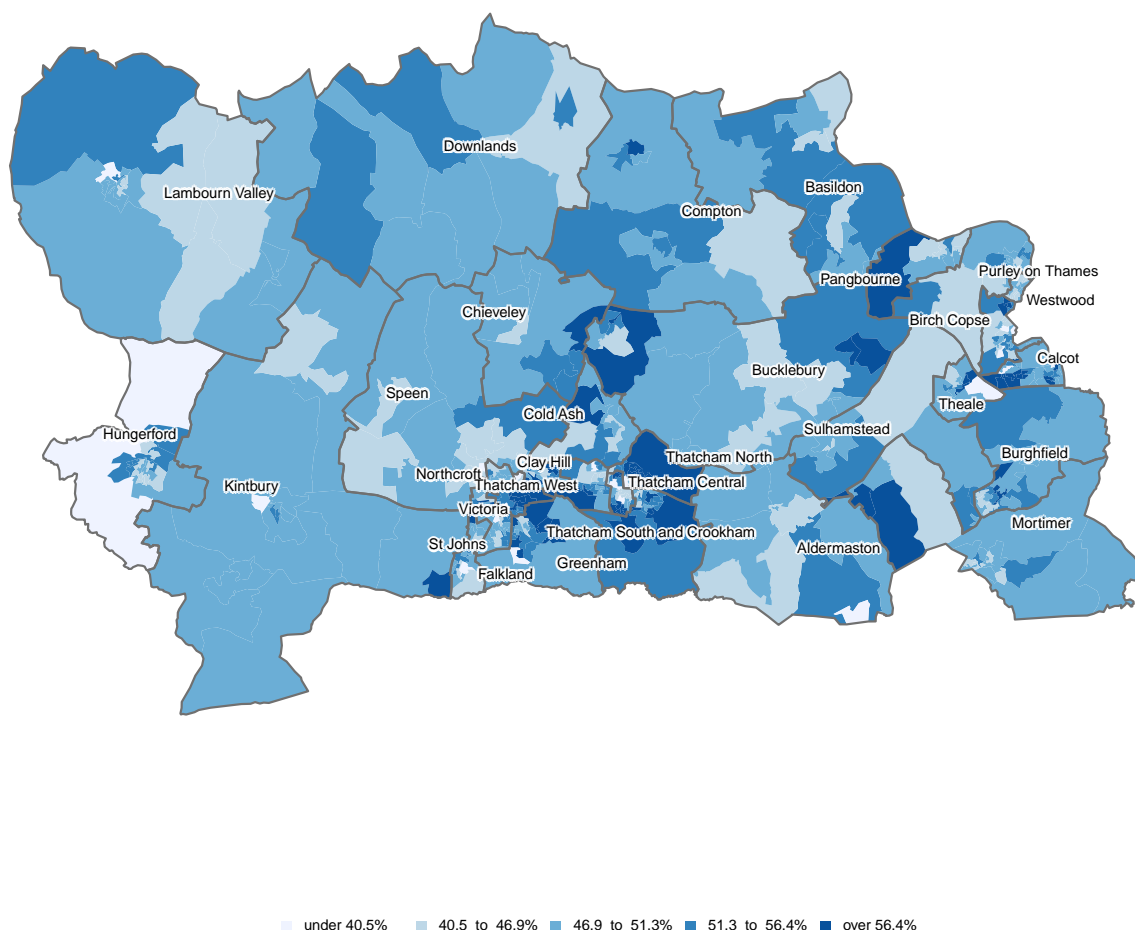 Downlands
Lambourn Valley
Basildon
Compton
Purley on Thames
Pangbourne
Westwood
Chieveley
Birch Copse
Calcot
Bucklebury
Speen
Theale
Cold Ash
Sulhamstead
Hungerford
Burghfield
Thatcham North
Clay Hill
Northcroft
Thatcham Central
Thatcham West
Kintbury
Victoria
Mortimer
Thatcham South and Crookham
St Johns
Aldermaston
Greenham
Falkland
under 40.5% 40.5 to 46.9% 46.9 to 51.3% 51.3 to 56.4% over 56.4%